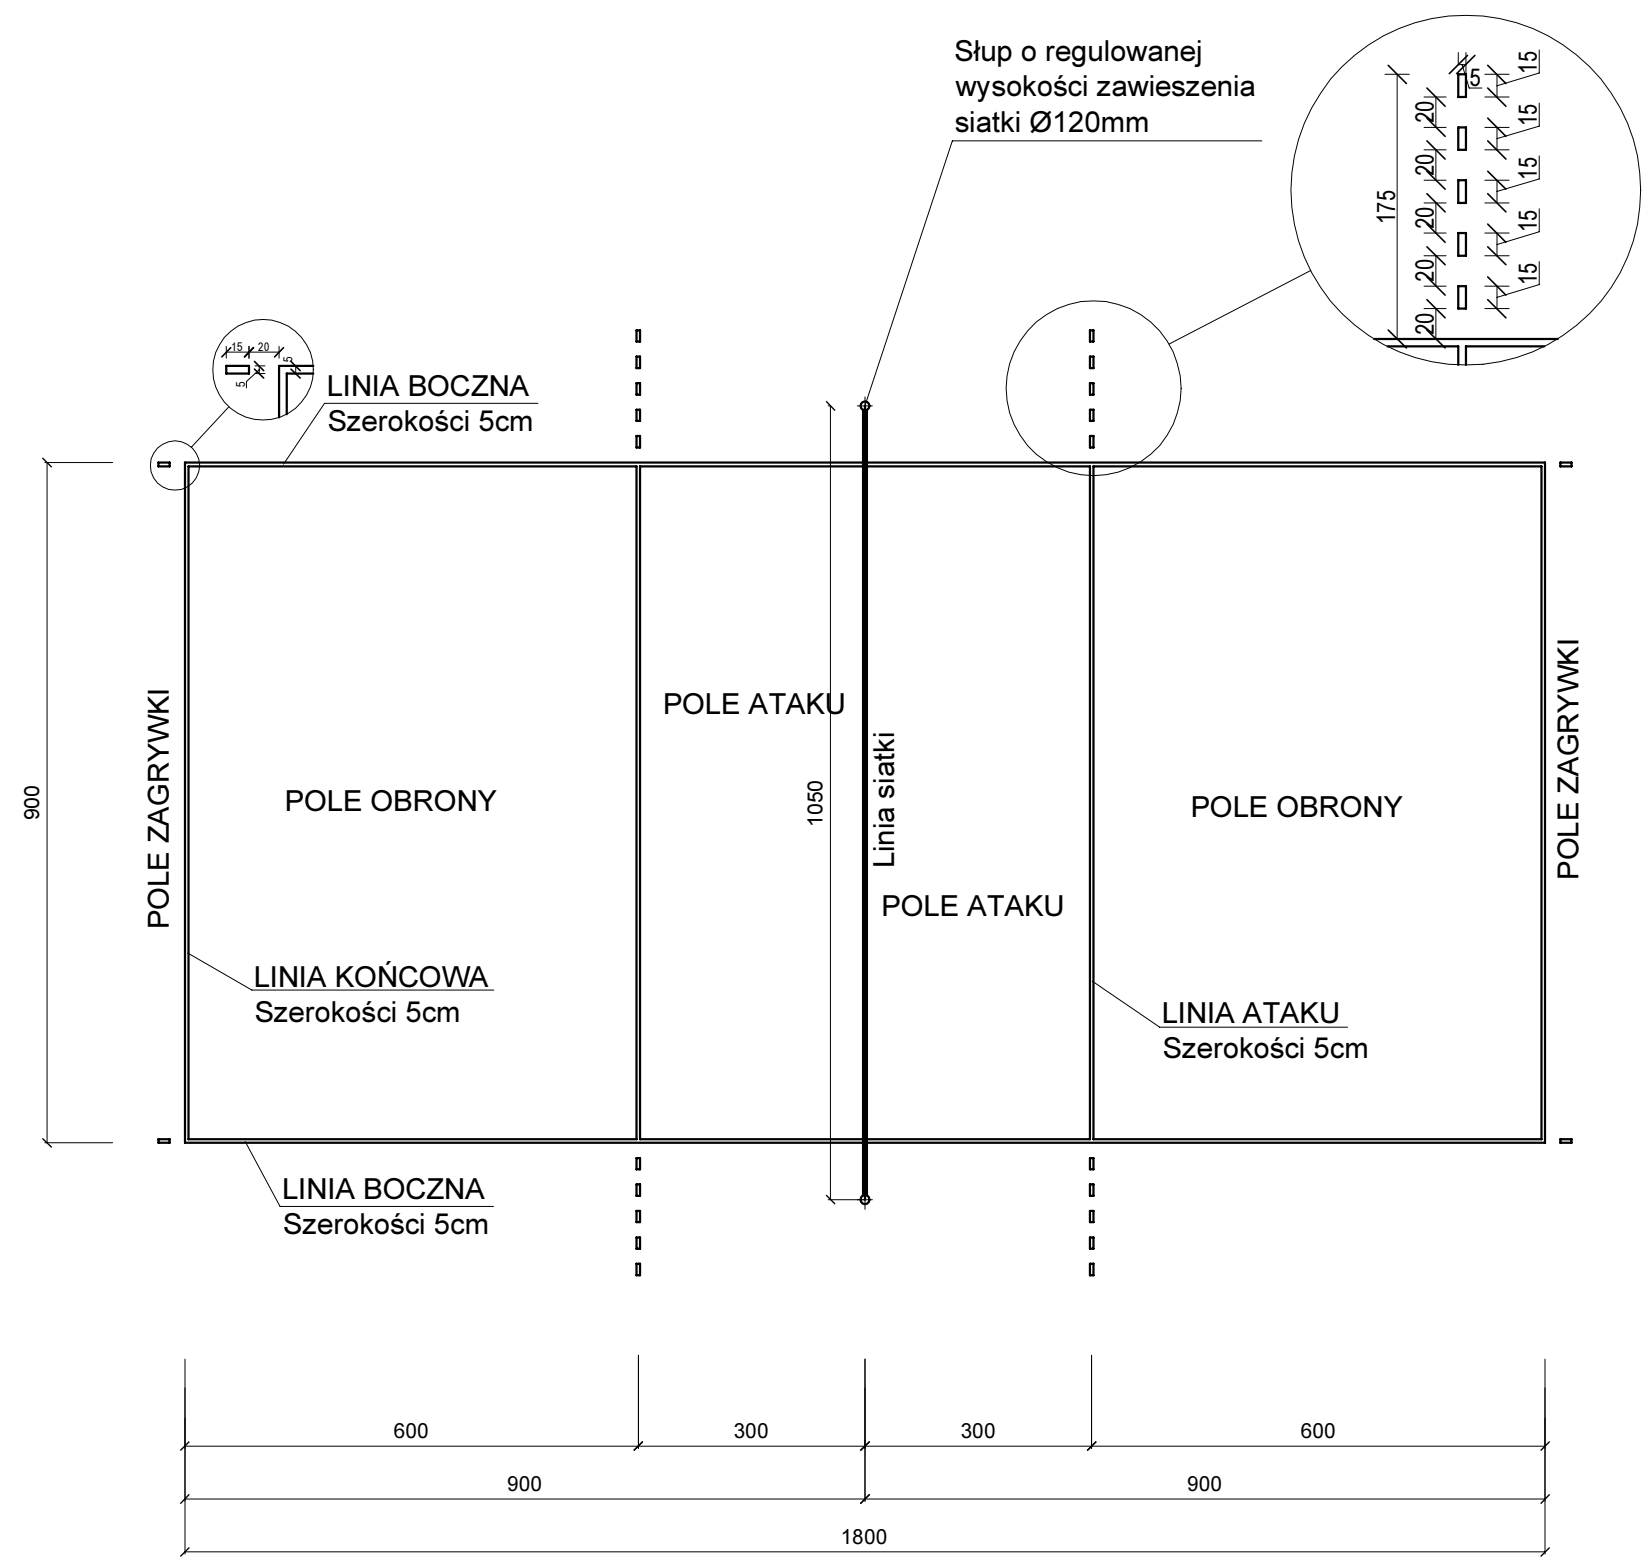 Słup o regulowanej
wysokości zawieszenia
siatki Ø120mm
5
15
20
15
20
15
175
20
15
20
15
20
15
20
5
5
LINIA BOCZNA
Szerokości 5cm
900
POLE ZAGRYWKI
POLE OBRONY
POLE ATAKU
1050
Linia siatki
POLE ATAKU
POLE OBRONY
POLE ZAGRYWKI
LINIA KOŃCOWA
Szerokości 5cm
LINIA ATAKU
Szerokości 5cm
LINIA BOCZNA
Szerokości 5cm
600
300
300
600
900
900
1800